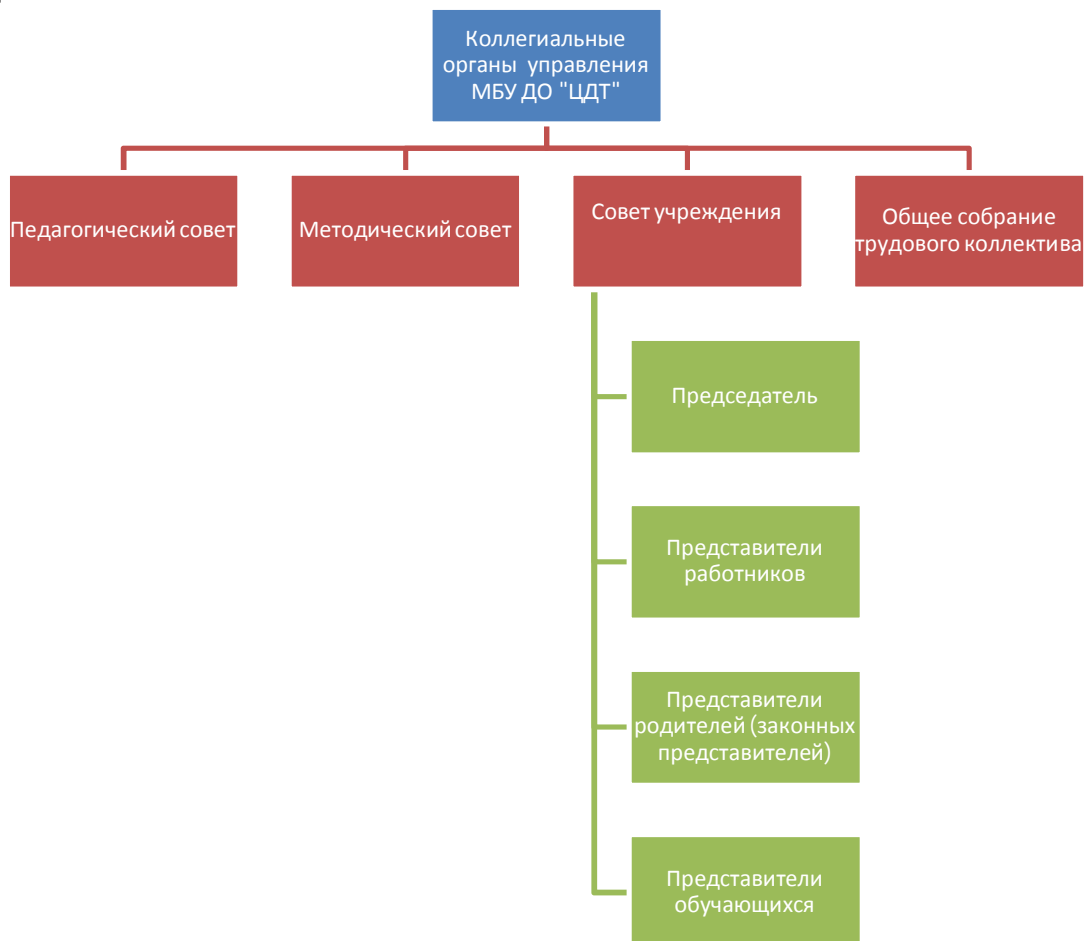 Коллегиальные
органы управления
МБУ ДО "ЦДТ"
Педагогический совет
Методический совет
Совет учреждения
Общее собрание
трудового коллектива
Председатель
Представители
работников
Представители
родителей (законных
представителей)
Представители
обучающихся